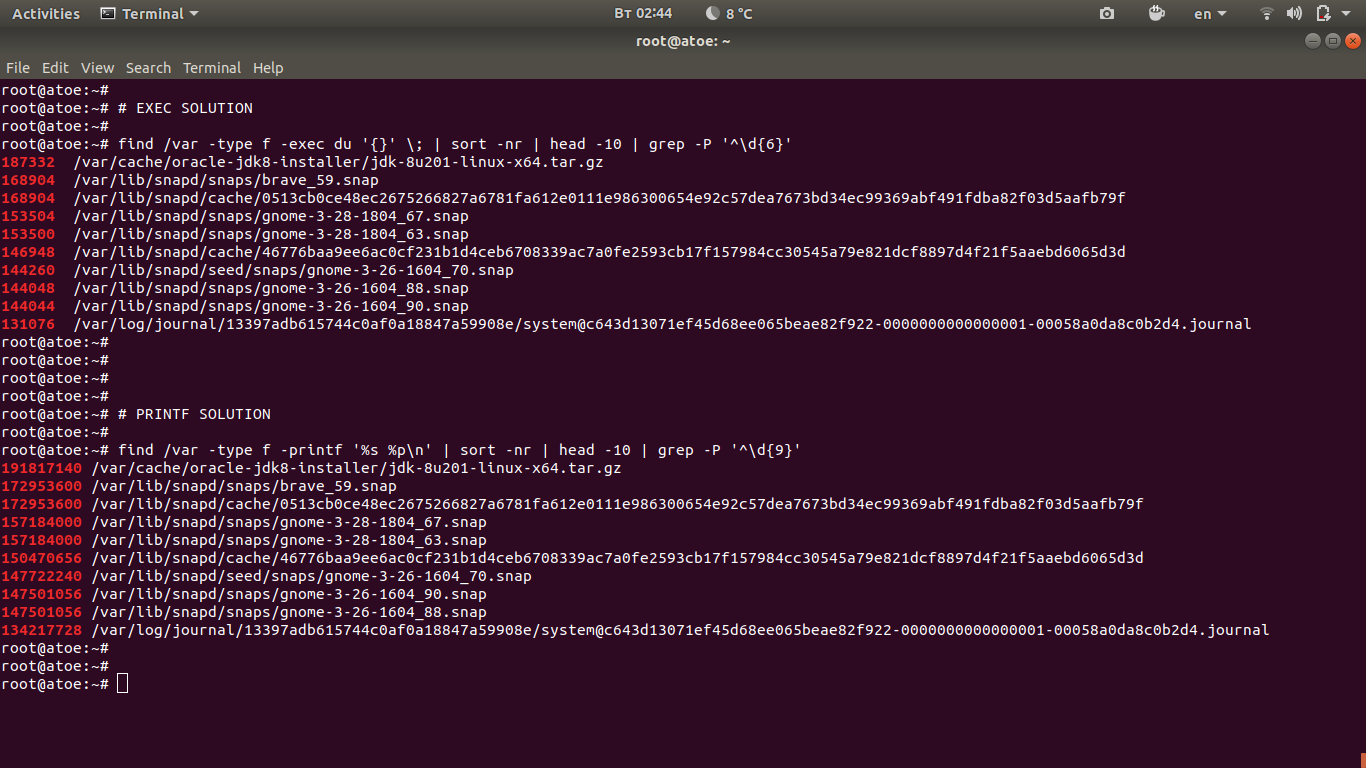 Activities Terminal Вт 02:44 8 °C en
root@atoe: ~
File Edit View Search Terminal Help
root@atoe:~#
root@atoe:~# # EXEC SOLUTION
root@atoe:~#
root@atoe:~# find /var -type f -exec du '{}' \; | sort -nr | head -10 | grep -P '^\d{6}'
187332 /var/cache/oracle-jdk8-installer/jdk-8u201-linux-x64.tar.gz
168904 /var/lib/snapd/snaps/brave_59.snap
168904 /var/lib/snapd/cache/0513cb0ce48ec2675266827a6781fa612e0111e986300654e92c57dea7673bd34ec99369abf491fdba82f03d5aafb79f
153504 /var/lib/snapd/snaps/gnome-3-28-1804_67.snap
153500 /var/lib/snapd/snaps/gnome-3-28-1804_63.snap
146948 /var/lib/snapd/cache/46776baa9ee6ac0cf231b1d4ceb6708339ac7a0fe2593cb17f157984cc30545a79e821dcf8897d4f21f5aaebd6065d3d
144260 /var/lib/snapd/seed/snaps/gnome-3-26-1604_70.snap
144048 /var/lib/snapd/snaps/gnome-3-26-1604_88.snap
144044 /var/lib/snapd/snaps/gnome-3-26-1604_90.snap
131076 /var/log/journal/13397adb615744c0af0a18847a59908e/system@c643d13071ef45d68ee065beae82f922-0000000000000001-00058a0da8c0b2d4.journal
root@atoe:~#
root@atoe:~#
root@atoe:~#
root@atoe:~#
root@atoe:~# # PRINTF SOLUTION
root@atoe:~#
root@atoe:~# find /var -type f -printf '%s %p\n' | sort -nr | head -10 | grep -P '^\d{9}'
191817140 /var/cache/oracle-jdk8-installer/jdk-8u201-linux-x64.tar.gz
172953600 /var/lib/snapd/snaps/brave_59.snap
172953600 /var/lib/snapd/cache/0513cb0ce48ec2675266827a6781fa612e0111e986300654e92c57dea7673bd34ec99369abf491fdba82f03d5aafb79f
157184000 /var/lib/snapd/snaps/gnome-3-28-1804_67.snap
157184000 /var/lib/snapd/snaps/gnome-3-28-1804_63.snap
150470656 /var/lib/snapd/cache/46776baa9ee6ac0cf231b1d4ceb6708339ac7a0fe2593cb17f157984cc30545a79e821dcf8897d4f21f5aaebd6065d3d
147722240 /var/lib/snapd/seed/snaps/gnome-3-26-1604_70.snap
147501056 /var/lib/snapd/snaps/gnome-3-26-1604_90.snap
147501056 /var/lib/snapd/snaps/gnome-3-26-1604_88.snap
134217728 /var/log/journal/13397adb615744c0af0a18847a59908e/system@c643d13071ef45d68ee065beae82f922-0000000000000001-00058a0da8c0b2d4.journal
root@atoe:~#
root@atoe:~#
root@atoe:~#